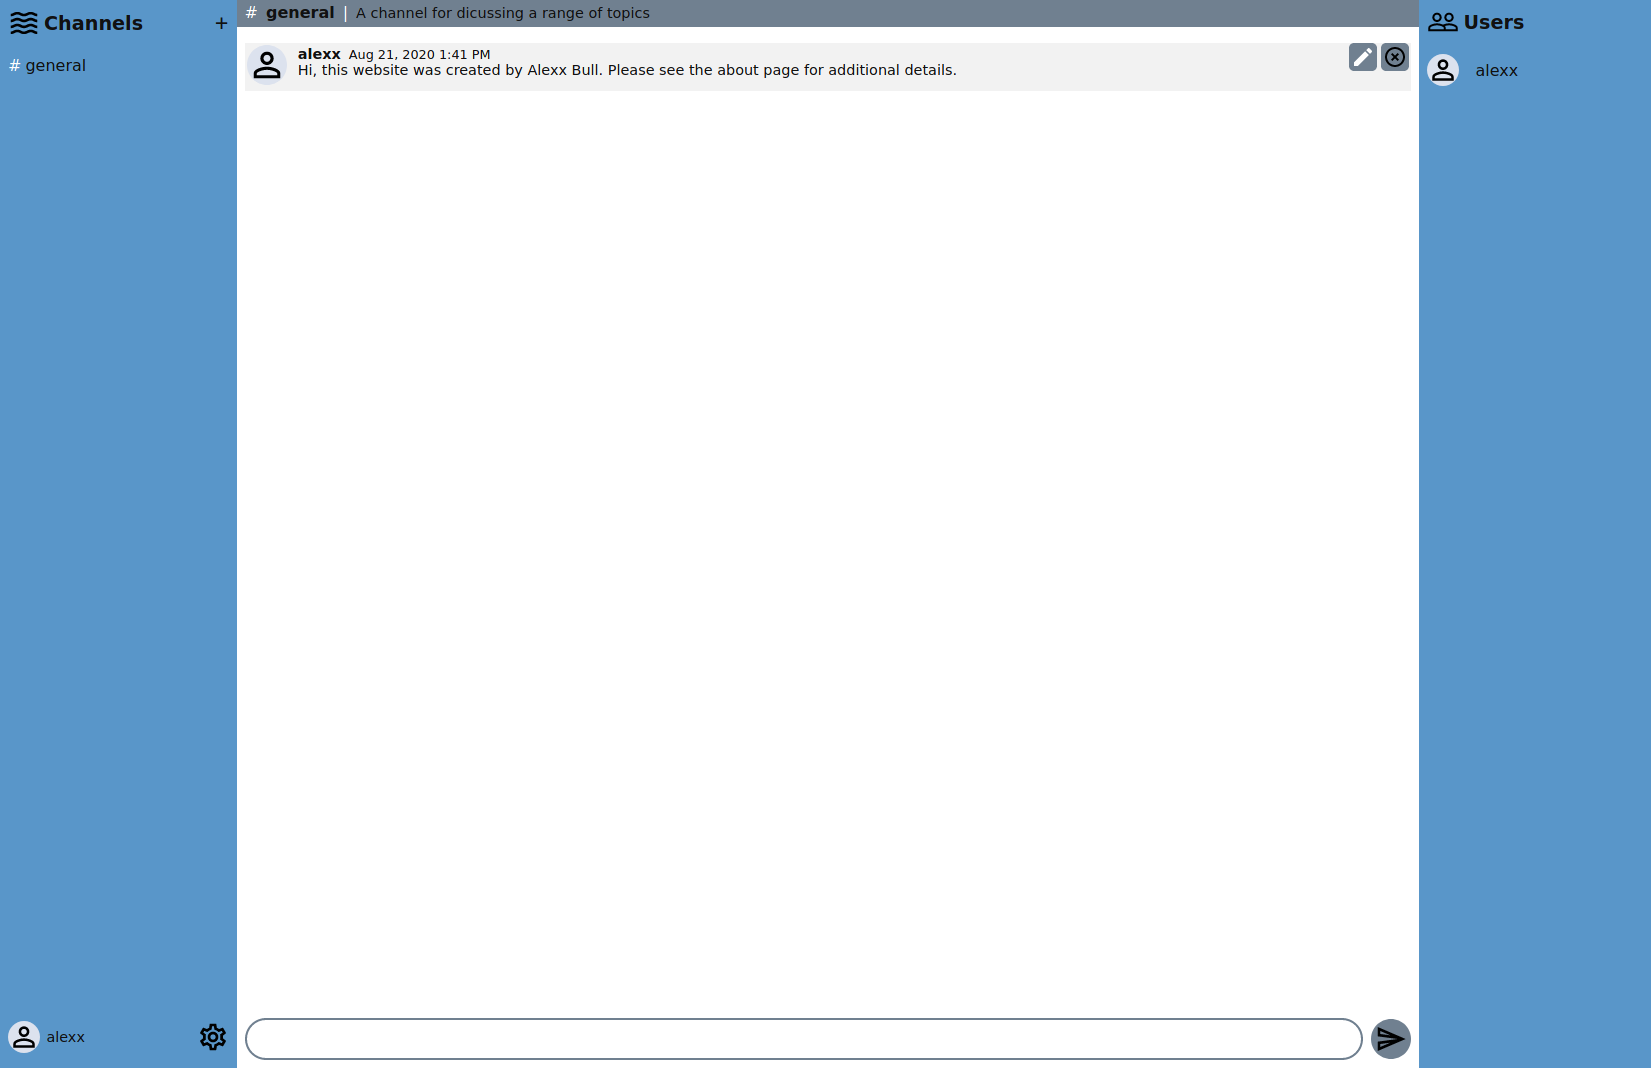 Channels +
# general
alexx
# general | A channel for dicussing a range of topics
alexx Aug 21, 2020 1:41 PM
Hi, this website was created by Alexx Bull. Please see the about page for additional details.
Users
alexx